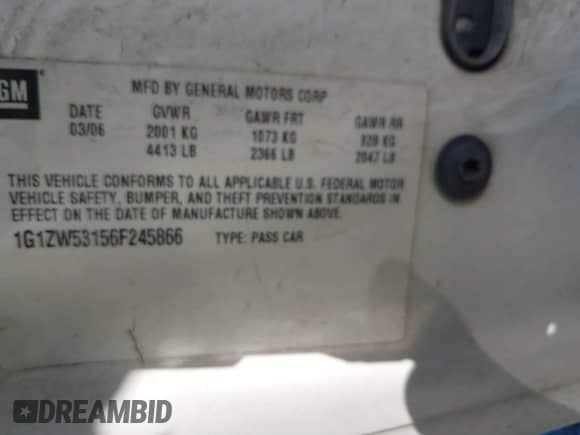 GM
MFD BY GENERAL MOTORS CORP
DATE GVWR GAWR FRT GAWR RR
03/06 2001 KG 1073 KG 928 KG
4413 LB 2366 LB 2047 LB
THIS VEHICLE CONFORMS TO ALL APPLICABLE U.S. FEDERAL MOTOR
VEHICLE SAFETY, BUMPER, AND THEFT PREVENTION STANDARDS IN
EFFECT ON THE DATE OF MANUFACTURE SHOWN ABOVE.
1G1ZW53156F245866 TYPE: PASS CAR
DREAMBID